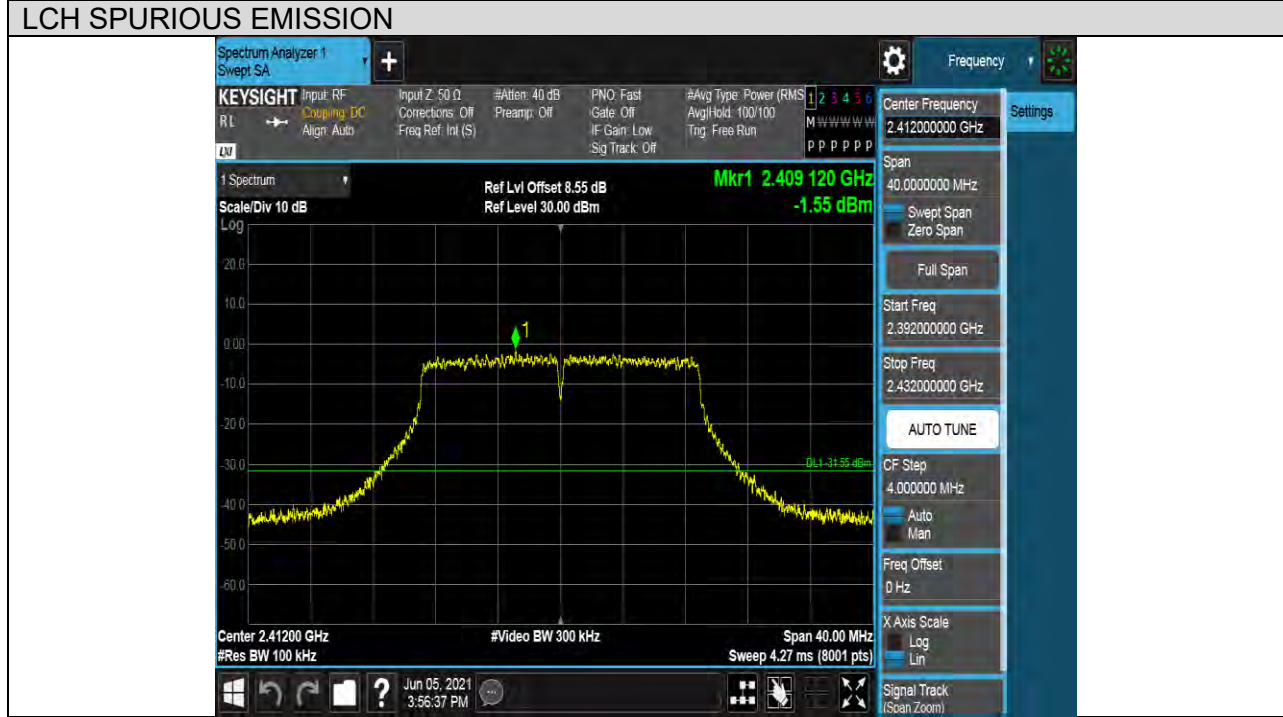 LCH SPURIOUS EMISSION
Spectrum Analyzer 1
Swept SA
+
Frequency
KEYSIGHT
RL
LXI
Input: RF
Coupling: DC
Align: Auto
Input Z: 50 Ω
Corrections: Off
Freq Ref: Int (S)
#Atten: 40 dB
Preamp: Off
PNO: Fast
Gate: Off
IF Gain: Low
Sig Track: Off
#Avg Type: Power (RMS
Avg|Hold: 100/100
Trig: Free Run
1 2 3 4 5 6
M W W W W W
P P P P P P
1 Spectrum
Scale/Div 10 dB
Ref Lvl Offset 8.55 dB
Ref Level 30.00 dBm
Mkr1 2.409 120 GHz
-1.55 dBm
Log
20.0
10.0
0.00
-10.0
-20.0
-30.0
-40.0
-50.0
-60.0
1
DL1 -31.55 dBm
Center 2.41200 GHz
#Video BW 300 kHz
Span 40.00 MHz
#Res BW 100 kHz
Sweep 4.27 ms (8001 pts)
?
Jun 05, 2021
3:56:37 PM
Center Frequency
2.412000000 GHz
Settings
Span
40.0000000 MHz
Swept Span
Zero Span
Full Span
Start Freq
2.392000000 GHz
Stop Freq
2.432000000 GHz
AUTO TUNE
CF Step
4.000000 MHz
Auto
Man
Freq Offset
0 Hz
X Axis Scale
Log
Lin
Signal Track
(Span Zoom)